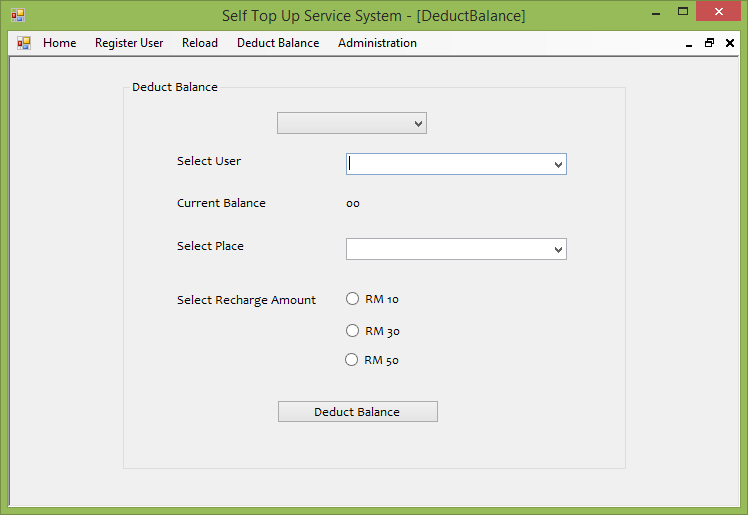 Self Top Up Service System - [DeductBalance]
Home Register User Reload Deduct Balance Administration
Deduct Balance
Select User
Current Balance 00
Select Place
Select Recharge Amount RM 10
RM 30
RM 50
Deduct Balance